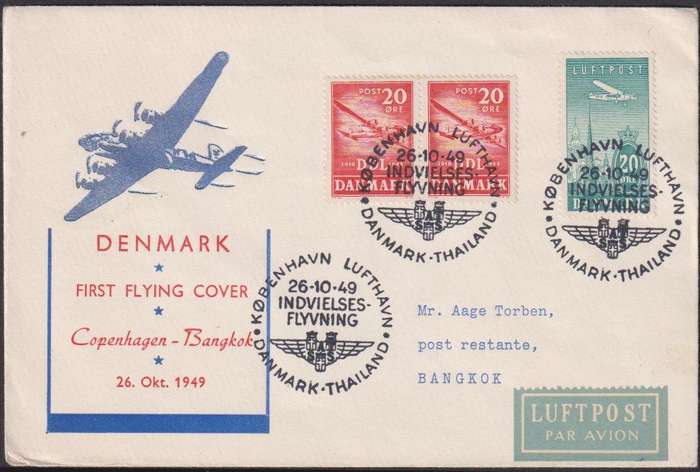 DENMARK
FIRST FLYING COVER
Copenhagen - Bangkok
26. Okt. 1949
POST 20
ØRE
DANMARK
POST 20
ØRE
DANMARK
LUFTPOST
20
KØBENHAVN LUFTHAVN
26-10-49
INDVIELSES-
FLYVNING
DANMARK·THAILAND
KØBENHAVN LUFTHAVN
26-10-49
INDVIELSES-
FLYVNING
DANMARK·THAILAND
KØBENHAVN LUFTHAVN
26-10-49
INDVIELSES-
FLYVNING
DANMARK·THAILAND
Mr. Aage Torben,
post restante,
BANGKOK
LUFTPOST
PAR AVION